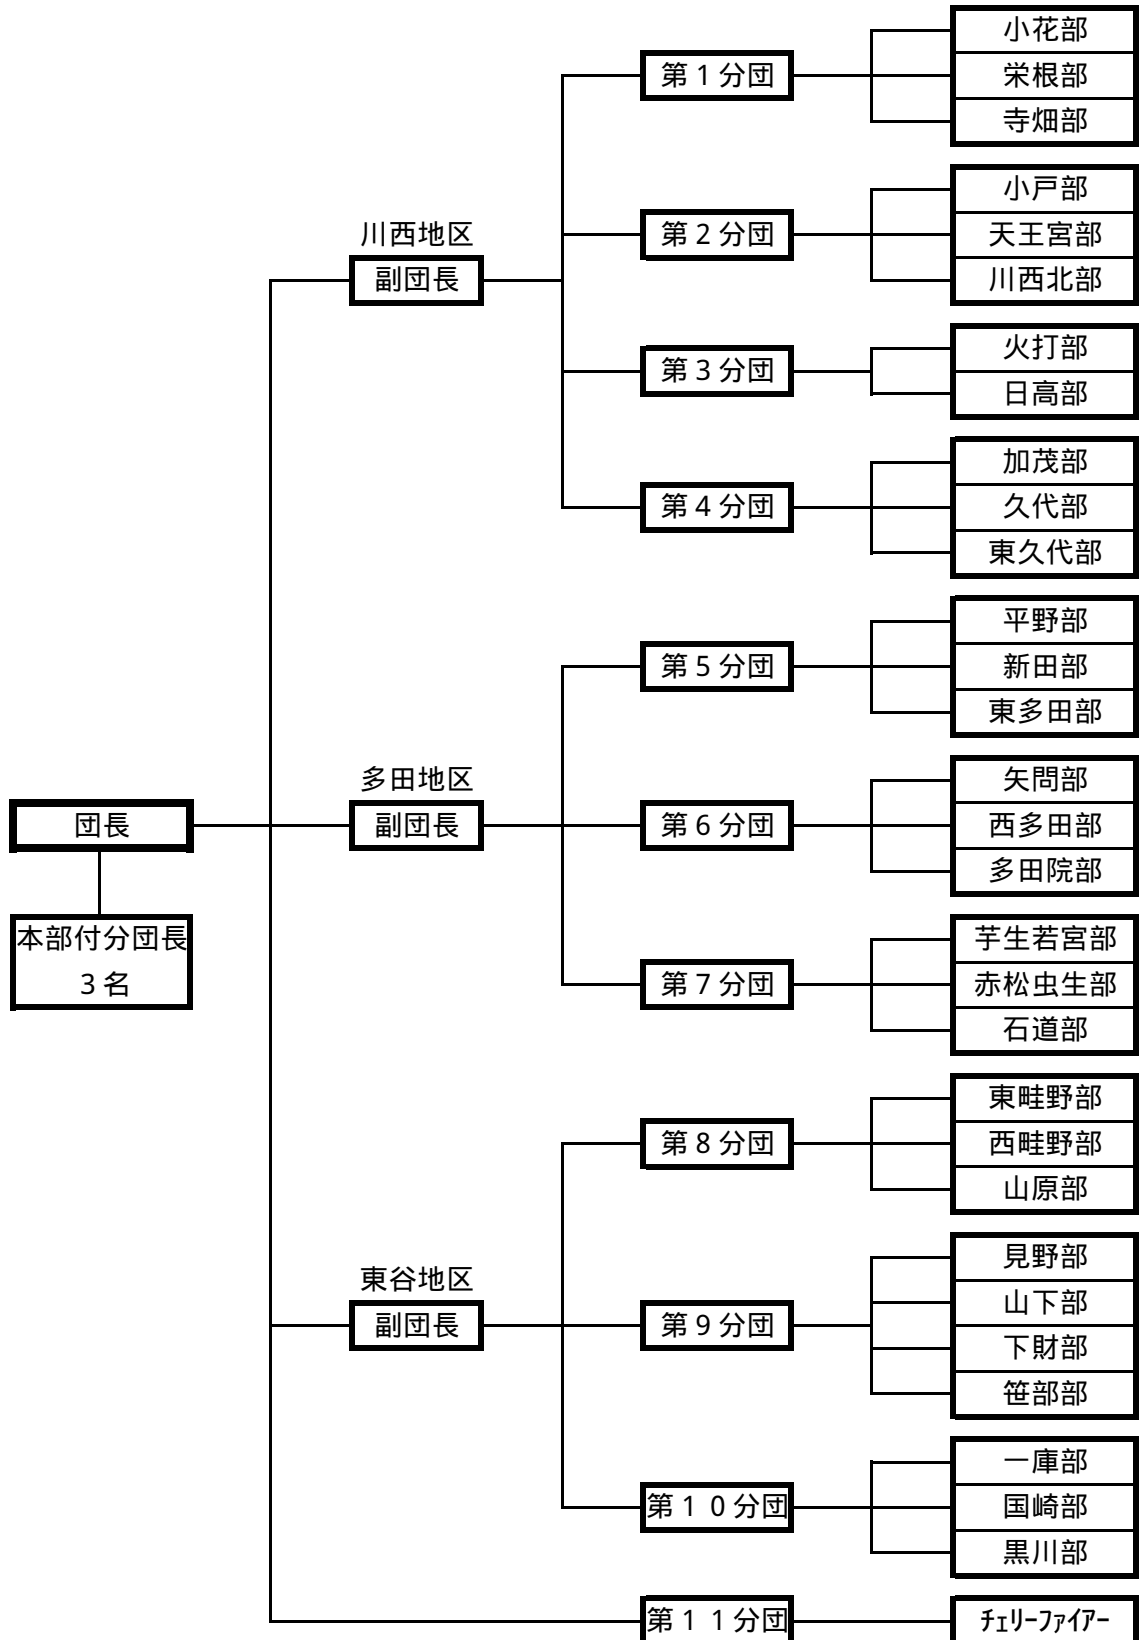 団長
本部付分団長
３名
川西地区
副団長
第１分団
小花部
栄根部
寺畑部
第２分団
小戸部
天王宮部
川西北部
第３分団
火打部
日高部
第４分団
加茂部
久代部
東久代部
多田地区
副団長
第５分団
平野部
新田部
東多田部
第６分団
矢問部
西多田部
多田院部
第７分団
芋生若宮部
赤松虫生部
石道部
東谷地区
副団長
第８分団
東畦野部
西畦野部
山原部
第９分団
見野部
山下部
下財部
笹部部
第１０分団
一庫部
国崎部
黒川部
第１１分団
ﾁｪﾘｰﾌｧｲｱｰ